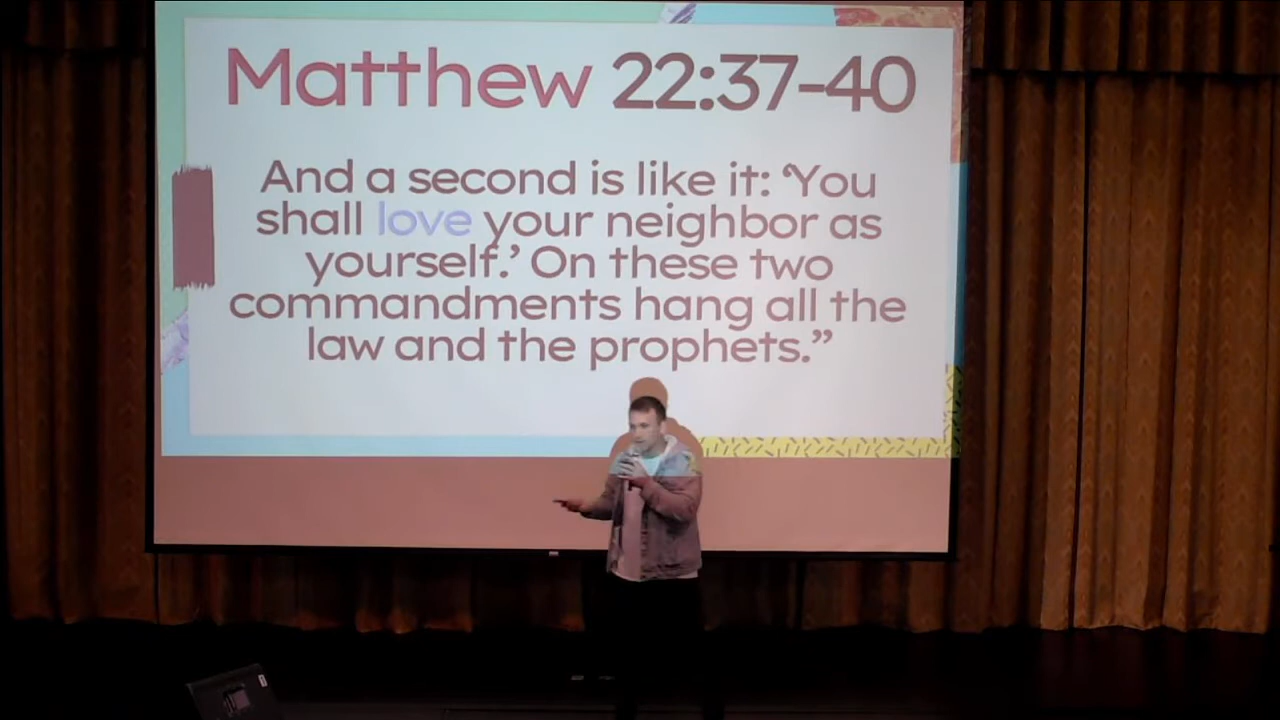 Matthew 22:37-40
And a second is like it: ‘You
shall love your neighbor as
yourself.’ On these two
commandments hang all the
law and the prophets.”